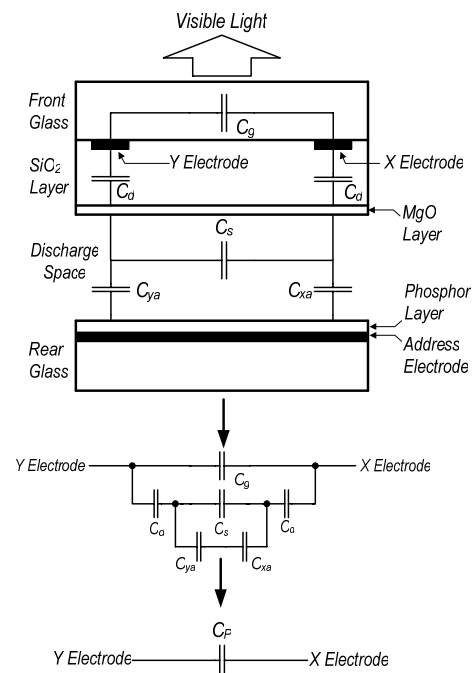 Visible Light
Front
Glass
Cg
Y Electrode
X Electrode
SiO2
Layer
Cd
Cd
MgO
Layer
Cs
Discharge
Space
Cya
Cxa
Phosphor
Layer
Address
Electrode
Rear
Glass
Y Electrode
X Electrode
Cg
Cd
Cs
Cd
Cya
Cxa
CP
Y Electrode
X Electrode